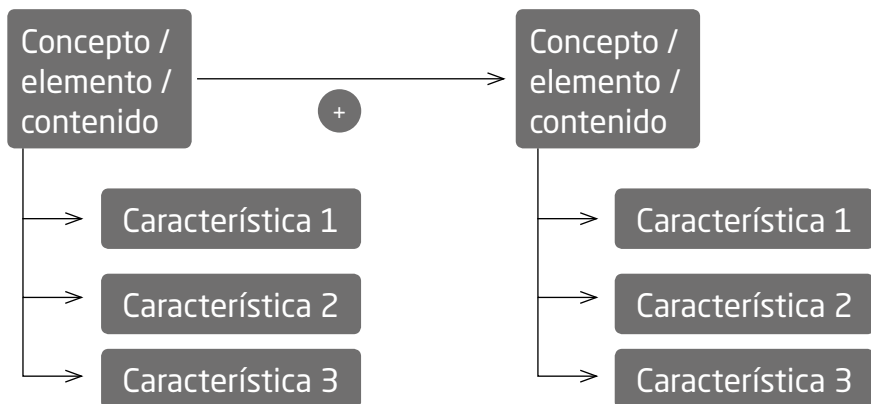 Concepto /
elemento /
contenido
+
Concepto /
elemento /
contenido
Característica 1
Característica 2
Característica 3
Característica 1
Característica 2
Característica 3